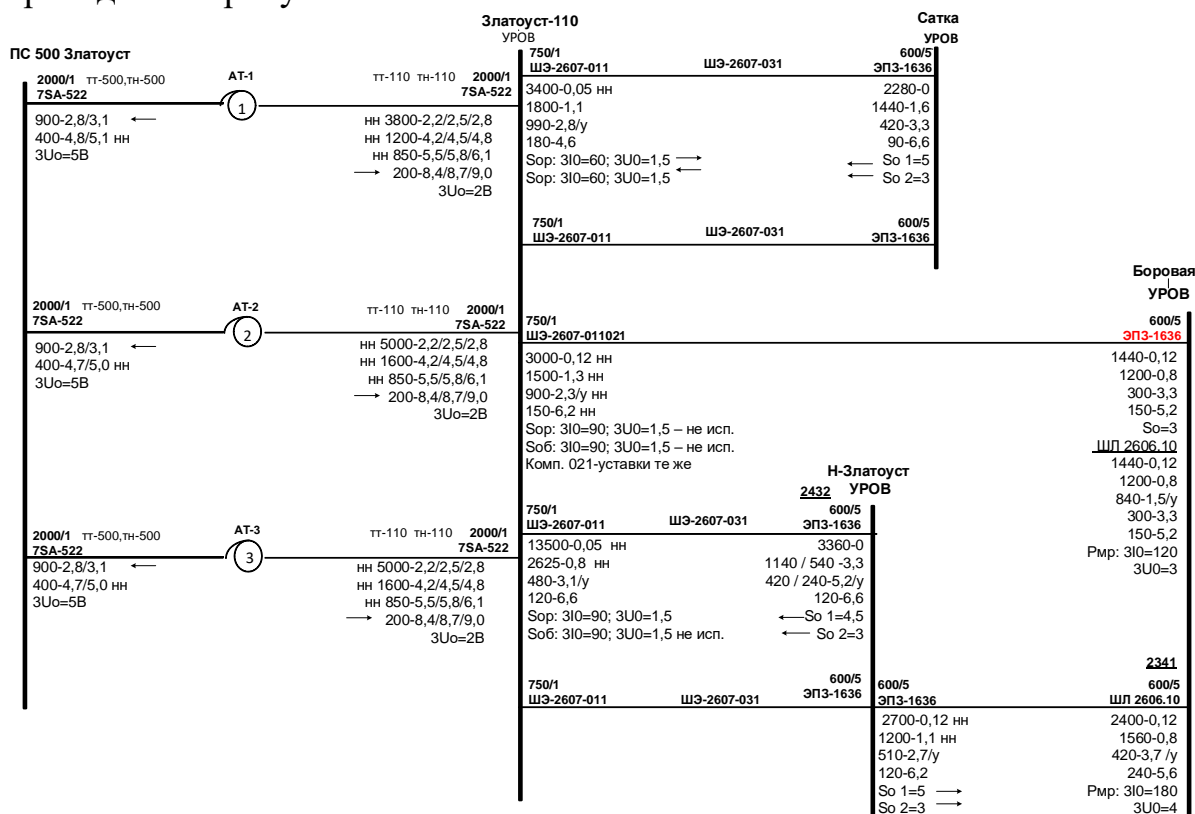 Златоуст-110
УРОВ
Сатка
УРОВ
ПС 500 Златоуст
2000/1 тт-500,тн-500
7SA-522
АТ-1
1
тт-110 тн-110 2000/1
7SA-522
900-2,8/3,1 ←
400-4,8/5,1 нн
3Uo=5В
нн 3800-2,2/2,5/2,8
нн 1200-4,2/4,5/4,8
нн 850-5,5/5,8/6,1
→ 200-8,4/8,7/9,0
3Uo=2В
750/1
ШЭ-2607-011
ШЭ-2607-031
600/5
ЭПЗ-1636
3400-0,05 нн
1800-1,1
990-2,8/у
180-4,6
Sор: 3I0=60; 3U0=1,5 →
Sор: 3I0=60; 3U0=1,5 ←
2280-0
1440-1,6
420-3,3
90-6,6
← So 1=5
← So 2=3
750/1
ШЭ-2607-011
ШЭ-2607-031
600/5
ЭПЗ-1636
Боровая
УРОВ
2000/1 тт-500,тн-500
7SA-522
АТ-2
2
тт-110 тн-110 2000/1
7SA-522
900-2,8/3,1 ←
400-4,7/5,0 нн
3Uo=5В
нн 5000-2,2/2,5/2,8
нн 1600-4,2/4,5/4,8
нн 850-5,5/5,8/6,1
→ 200-8,4/8,7/9,0
3Uo=2В
750/1
ШЭ-2607-011021
600/5
ЭПЗ-1636
3000-0,12 нн
1500-1,3 нн
900-2,3/у нн
150-6,2 нн
Sор: 3I0=90; 3U0=1,5 – не исп.
Sоб: 3I0=90; 3U0=1,5 – не исп.
Комп. 021-уставки те же
1440-0,12
1200-0,8
300-3,3
150-5,2
So=3
ШЛ 2606.10
1440-0,12
1200-0,8
840-1,5/у
300-3,3
150-5,2
Рмр: 3I0=120
3U0=3
Н-Златоуст
2432 УРОВ
2000/1 тт-500,тн-500
7SA-522
АТ-3
3
тт-110 тн-110 2000/1
7SA-522
900-2,8/3,1 ←
400-4,7/5,0 нн
3Uo=5В
нн 5000-2,2/2,5/2,8
нн 1600-4,2/4,5/4,8
нн 850-5,5/5,8/6,1
→ 200-8,4/8,7/9,0
3Uo=2В
750/1
ШЭ-2607-011
ШЭ-2607-031
600/5
ЭПЗ-1636
13500-0,05 нн
2625-0,8 нн
480-3,1/у
120-6,6
Sор: 3I0=90; 3U0=1,5
Sоб: 3I0=90; 3U0=1,5 не исп.
3360-0
1140 / 540 -3,3
420 / 240-5,2/у
120-6,6
←So 1=4,5
← So 2=3
750/1
ШЭ-2607-011
ШЭ-2607-031
600/5
ЭПЗ-1636
600/5
ЭПЗ-1636
2341
600/5
ШЛ 2606.10
2700-0,12 нн
1200-1,1 нн
510-2,7/у
120-6,2
So 1=5 →
So 2=3 →
2400-0,12
1560-0,8
420-3,7 /у
240-5,6
Рмр: 3I0=180
3U0=4